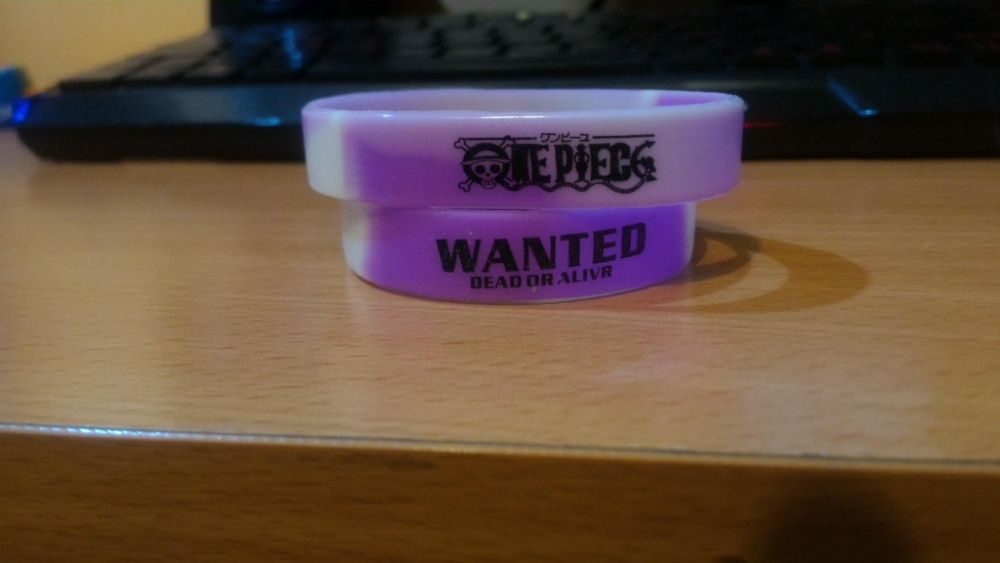 ワンピース
ONE PIECE
WANTED
DEAD OR ALIVR